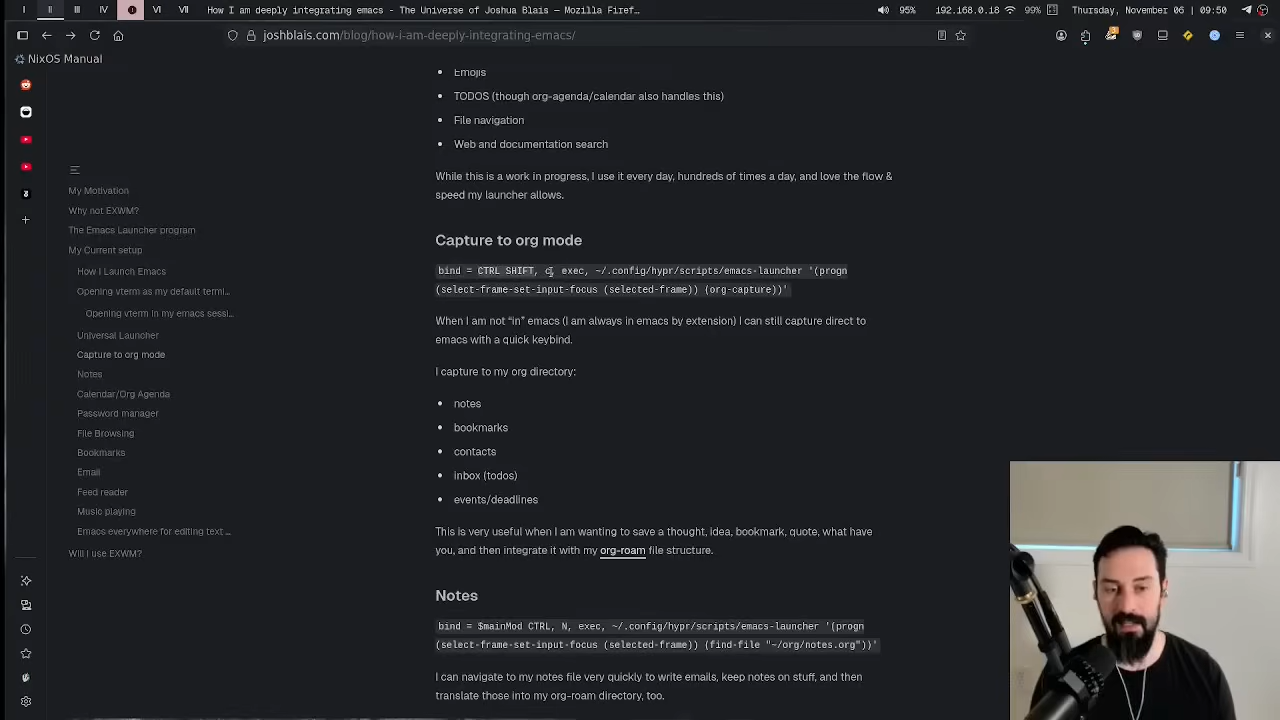 I II III IV VI VII How I am deeply integrating emacs - The Universe of Joshua Blais — Mozilla Firef… 95% 192.168.0.18 99% Thursday, November 06 | 09:50
joshblais.com/blog/how-i-am-deeply-integrating-emacs/
NixOS Manual
My Motivation
Why not EXWM?
The Emacs Launcher program
My Current setup
How I Launch Emacs
Opening vterm as my default termi…
Opening vterm in my emacs sessi…
Universal Launcher
Capture to org mode
Notes
Calendar/Org Agenda
Password manager
File Browsing
Bookmarks
Email
Feed reader
Music playing
Emacs everywhere for editing text …
Will I use EXWM?
Emojis
TODOS (though org-agenda/calendar also handles this)
File navigation
Web and documentation search
While this is a work in progress, I use it every day, hundreds of times a day, and love the flow &
speed my launcher allows.
Capture to org mode
bind = CTRL SHIFT, c, exec, ~/.config/hypr/scripts/emacs-launcher '(progn
(select-frame-set-input-focus (selected-frame)) (org-capture))'
When I am not “in” emacs (I am always in emacs by extension) I can still capture direct to
emacs with a quick keybind.
I capture to my org directory:
notes
bookmarks
contacts
inbox (todos)
events/deadlines
This is very useful when I am wanting to save a thought, idea, bookmark, quote, what have
you, and then integrate it with my org-roam file structure.
Notes
bind = $mainMod CTRL, N, exec, ~/.config/hypr/scripts/emacs-launcher '(progn
(select-frame-set-input-focus (selected-frame)) (find-file "~/org/notes.org"))'
I can navigate to my notes file very quickly to write emails, keep notes on stuff, and then
translate those into my org-roam directory, too.